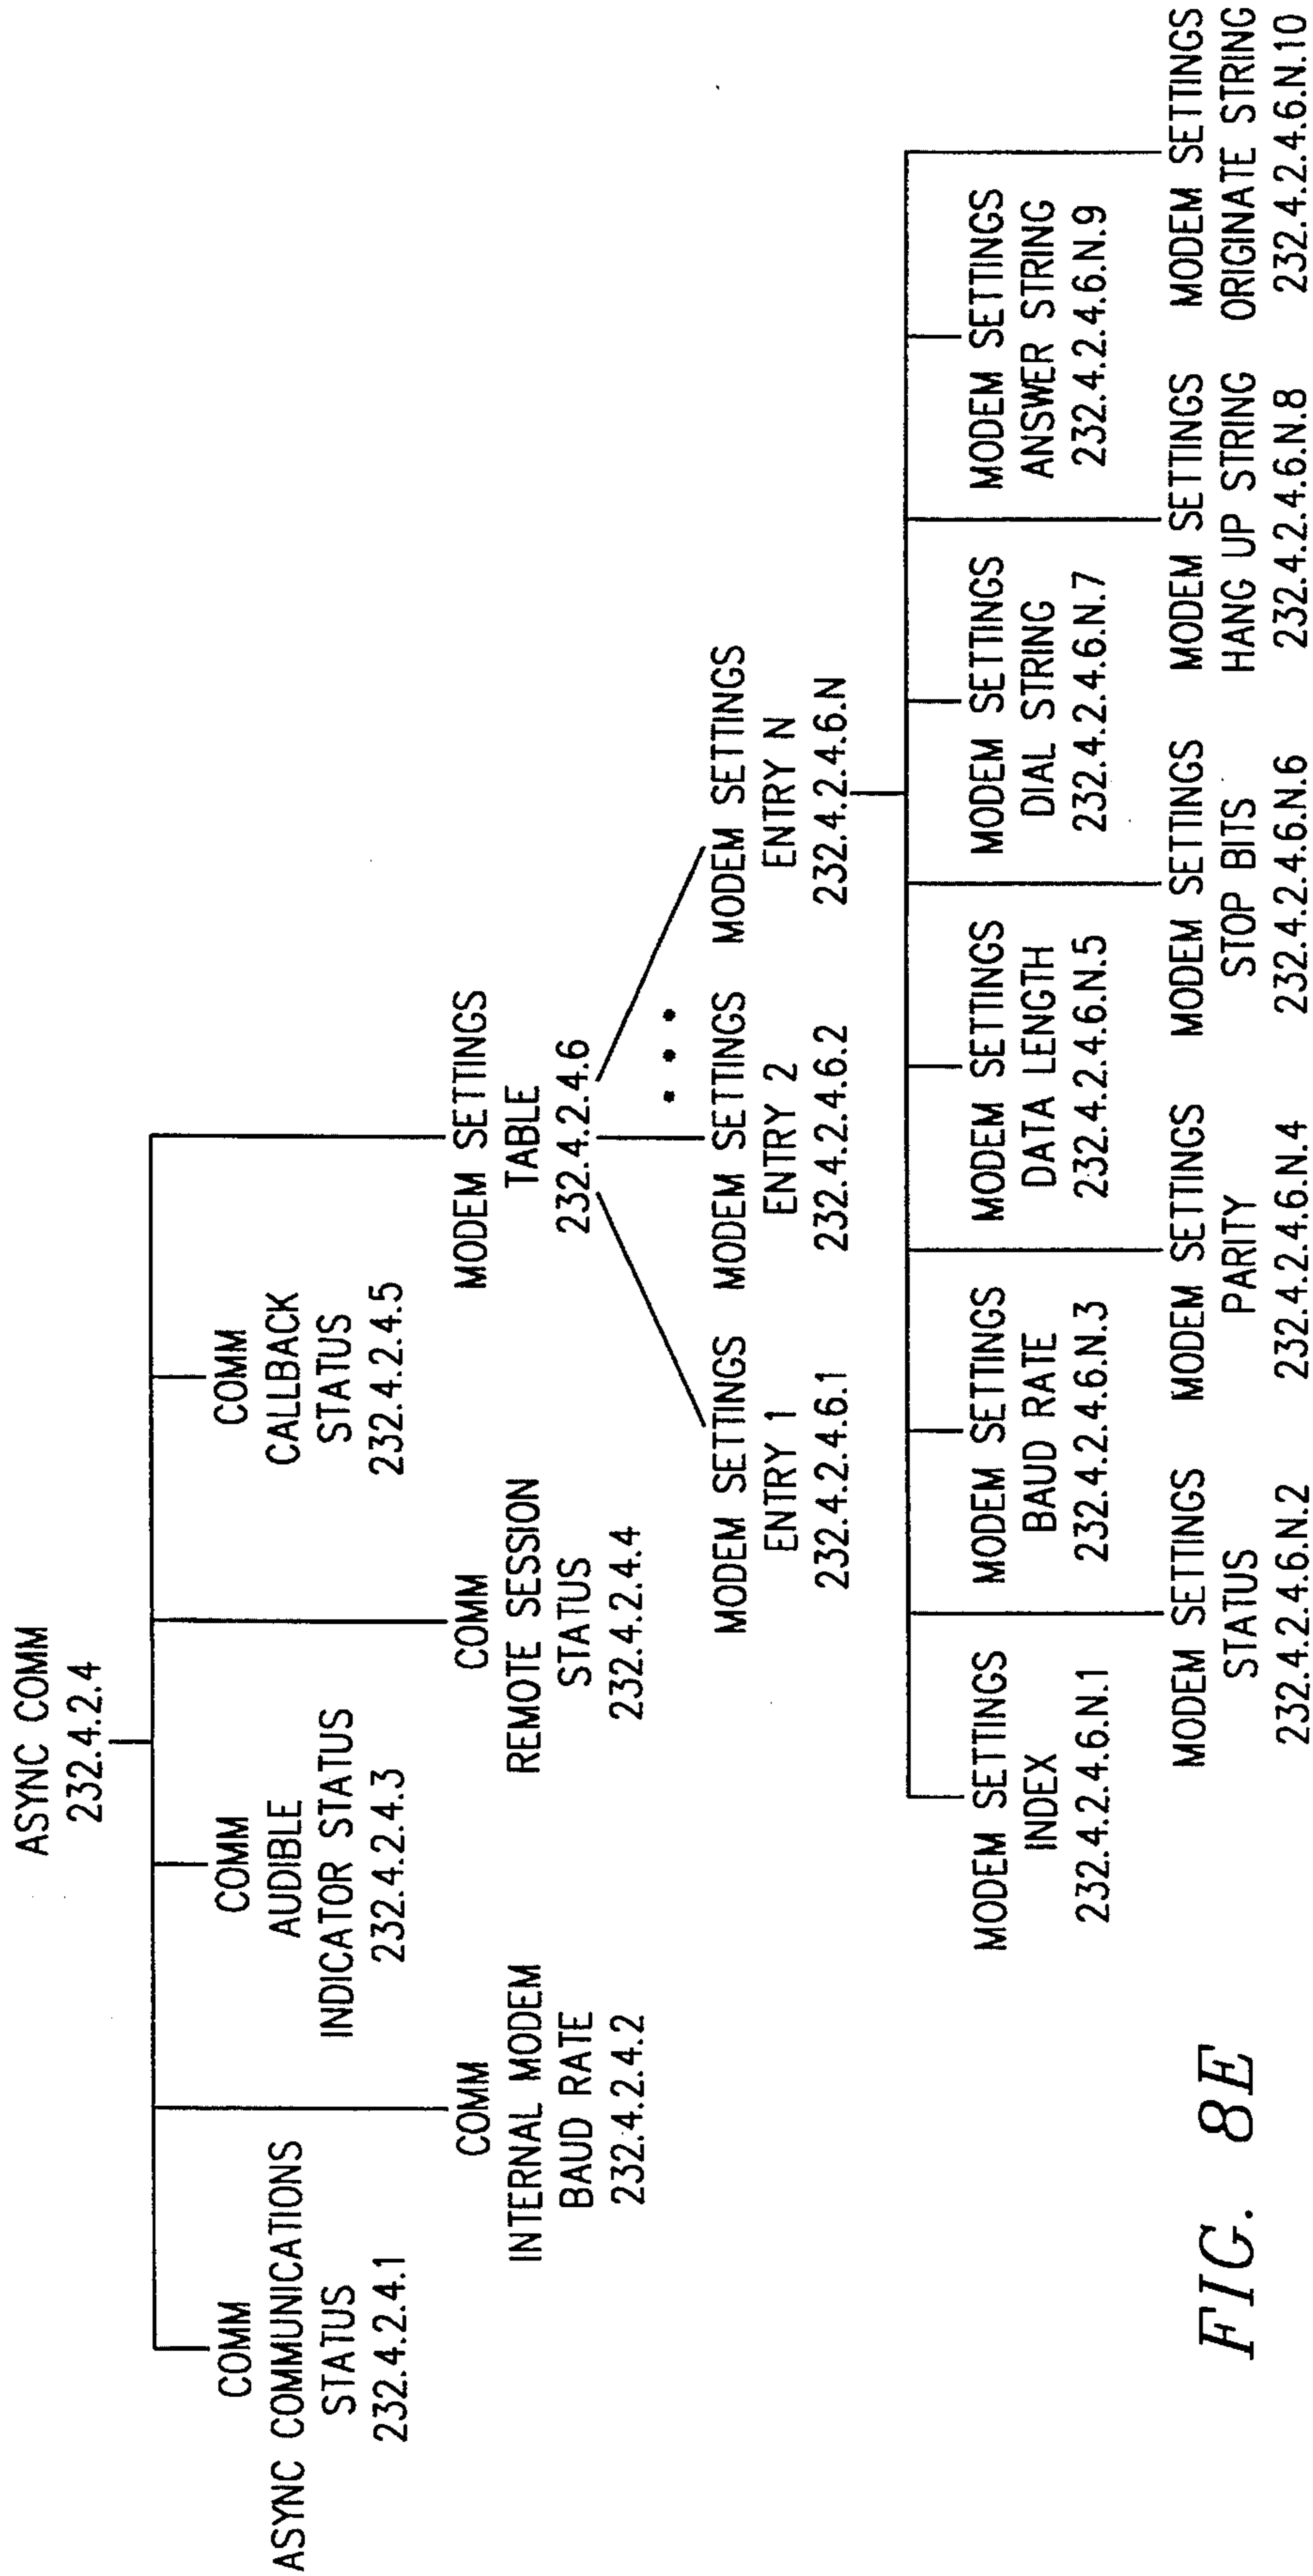 ASYNC COMM
232.4.2.4
COMM
ASYNC COMMUNICATIONS
STATUS
232.4.2.4.1
COMM
INTERNAL MODEM
BAUD RATE
232.4.2.4.2
COMM
AUDIBLE
INDICATOR STATUS
232.4.2.4.3
COMM
REMOTE SESSION
STATUS
232.4.2.4.4
COMM
CALLBACK
STATUS
232.4.2.4.5
MODEM SETTINGS
TABLE
232.4.2.4.6
MODEM SETTINGS
ENTRY 1
232.4.2.4.6.1
MODEM SETTINGS
ENTRY 2
232.4.2.4.6.2
MODEM SETTINGS
ENTRY N
232.4.2.4.6.N
MODEM SETTINGS
INDEX
232.4.2.4.6.N.1
MODEM SETTINGS
STATUS
232.4.2.4.6.N.2
MODEM SETTINGS
BAUD RATE
232.4.2.4.6.N.3
MODEM SETTINGS
PARITY
232.4.2.4.6.N.4
MODEM SETTINGS
DATA LENGTH
232.4.2.4.6.N.5
MODEM SETTINGS
STOP BITS
232.4.2.4.6.N.6
MODEM SETTINGS
DIAL STRING
232.4.2.4.6.N.7
MODEM SETTINGS
HANG UP STRING
232.4.2.4.6.N.8
MODEM SETTINGS
ANSWER STRING
232.4.2.4.6.N.9
MODEM SETTINGS
ORIGINATE STRING
232.4.2.4.6.N.10
FIG. 8E